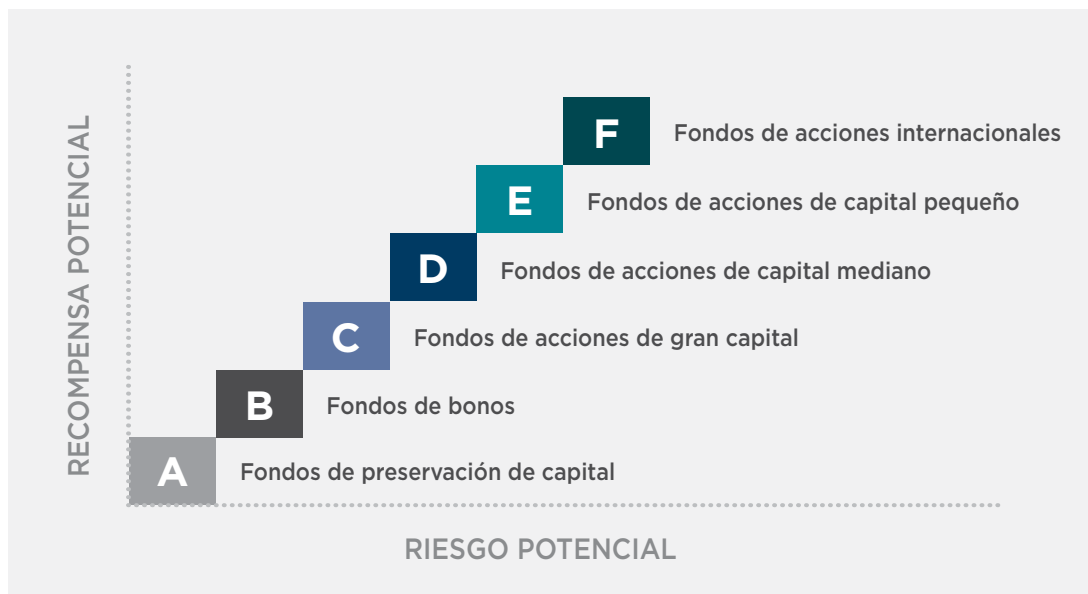 RECOMPENSA POTENCIAL
F Fondos de acciones internacionales
E Fondos de acciones de capital pequeño
D Fondos de acciones de capital mediano
C Fondos de acciones de gran capital
B Fondos de bonos
A Fondos de preservación de capital
RIESGO POTENCIAL